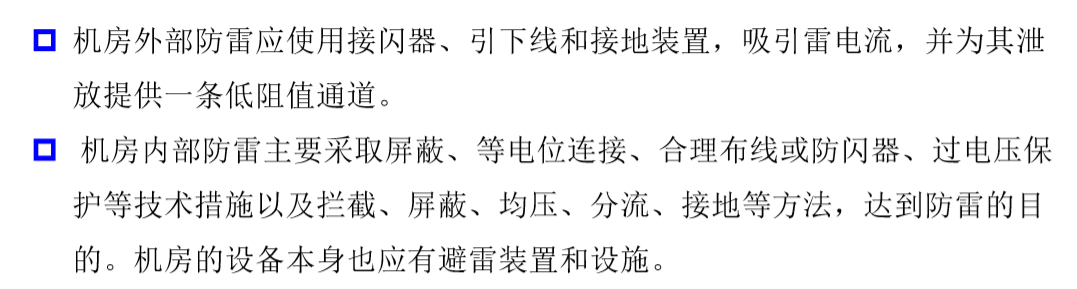 机房外部防雷应使用接闪器、引下线和接地装置，吸引雷电流，并为其泄
放提供一条低阻值通道。
机房内部防雷主要采取屏蔽、等电位连接、合理布线或防闪器、过电压保
护等技术措施以及拦截、屏蔽、均压、分流、接地等方法，达到防雷的目
的。机房的设备本身也应有避雷装置和设施。